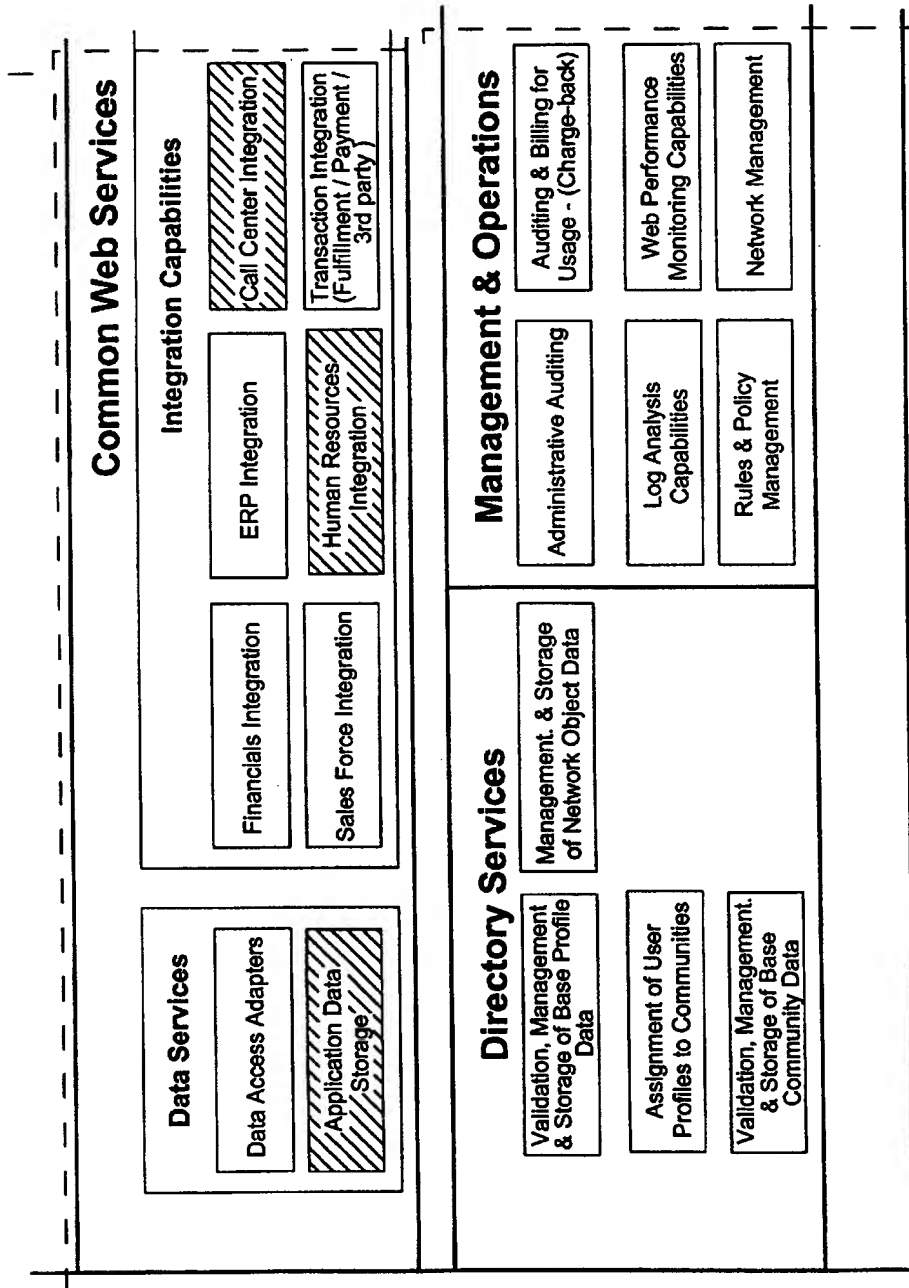 Common Web Services
Data Services
Data Access Adapters
Application Data
Storage
Integration Capabilities
Financials Integration
ERP Integration
Call Center Integration
Sales Force Integration
Human Resources
Integration
Transaction Integration
(Fulfillment / Payment /
3rd party )
Directory Services
Validation, Management
& Storage of Base Profile
Data
Management. & Storage
of Network Object Data
Assignment of User
Profiles to Communities
Validation, Management.
& Storage of Base
Community Data
Management & Operations
Administrative Auditing
Auditing & Billing for
Usage - (Charge-back)
Log Analysis
Capabilities
Web Performance
Monitoring Capabilities
Rules & Policy
Management
Network Management